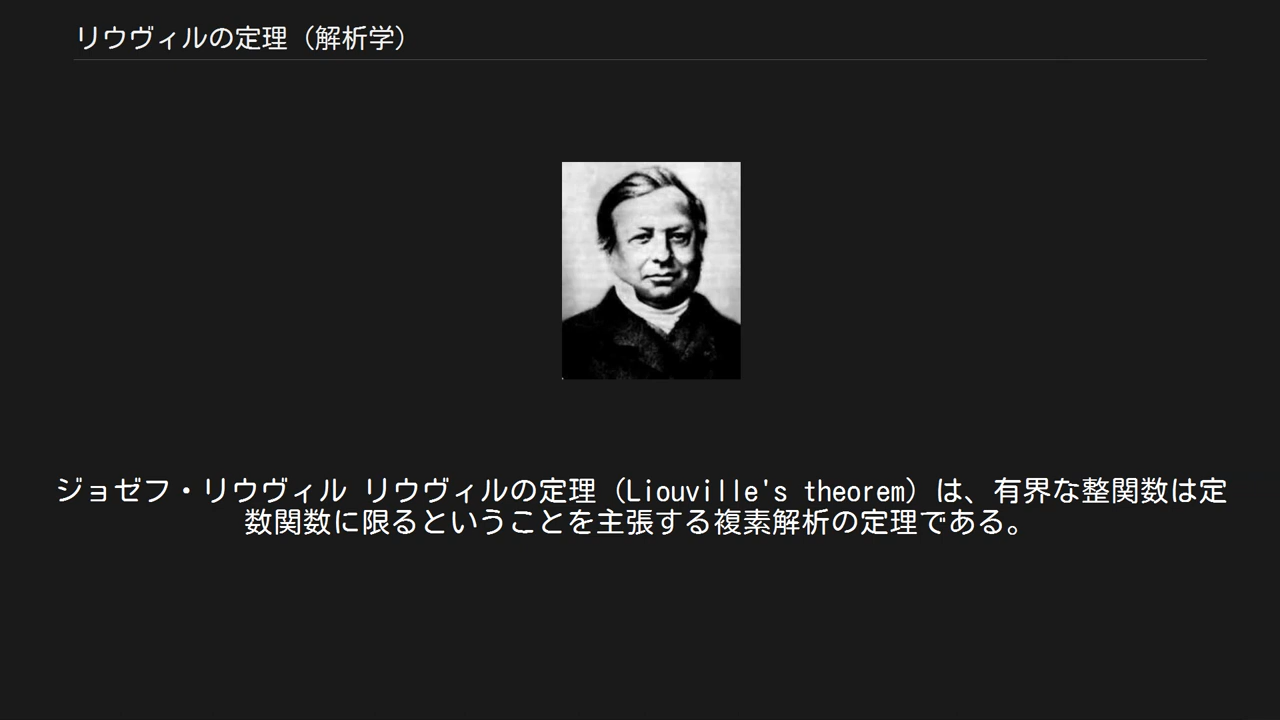 リウヴィルの定理（解析学）
ジョゼフ・リウヴィル リウヴィルの定理（Liouville's theorem）は、有界な整関数は定
数関数に限るということを主張する複素解析の定理である。